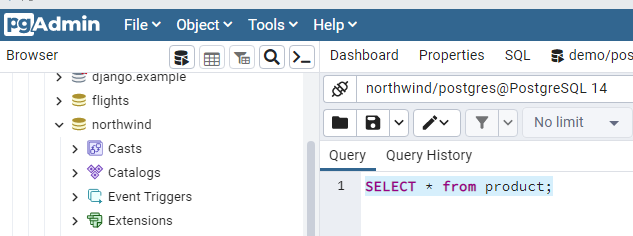 pgAdmin File Object Tools Help
Browser Dashboard Properties SQL demo/pos
django.example
flights
northwind
Casts
Catalogs
Event Triggers
Extensions
northwind/postgres@PostgreSQL 14
No limit
Query Query History
1 SELECT * from product;